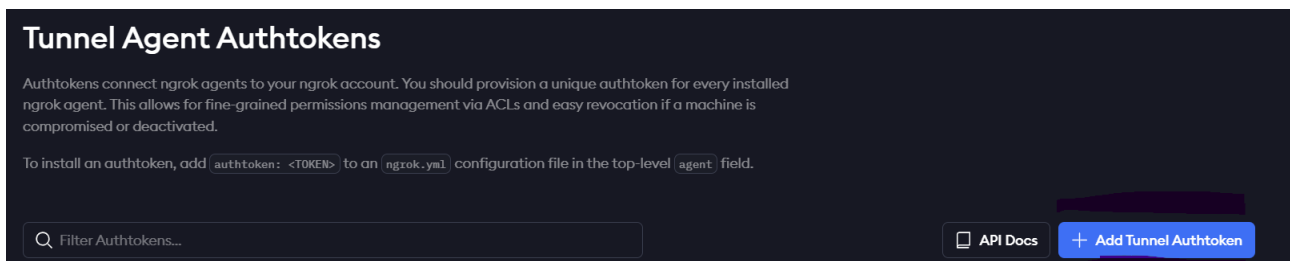 Tunnel Agent Authtokens
Authtokens connect ngrok agents to your ngrok account. You should provision a unique authtoken for every installed
ngrok agent. This allows for fine-grained permissions management via ACLs and easy revocation if a machine is
compromised or deactivated.
To install an authtoken, add authtoken: <TOKEN> to an ngrok.yml configuration file in the top-level agent field.
Filter Authtokens... API Docs + Add Tunnel Authtoken